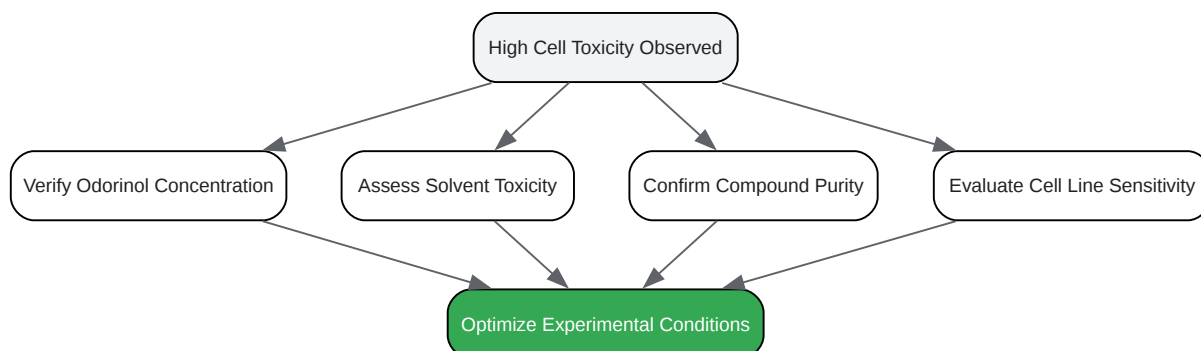 High Cell Toxicity Observed
Verify Odorinol Concentration
Assess Solvent Toxicity
Confirm Compound Purity
Evaluate Cell Line Sensitivity
Optimize Experimental Conditions